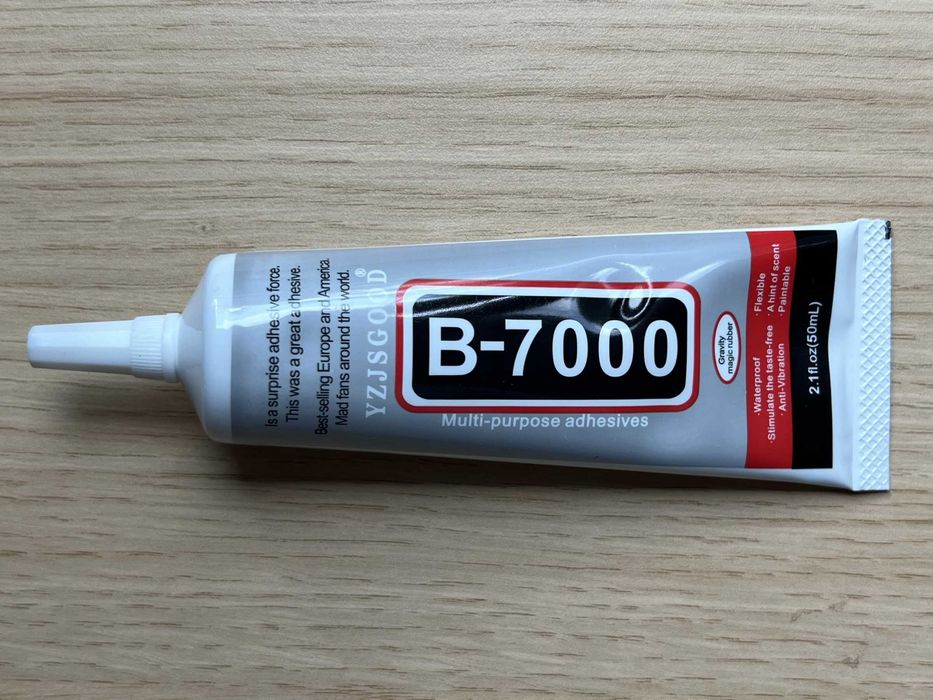 Is a surprise adhesive force.
This was a great adhesive.
Best-selling Europe and America.
Mad fans around the world.
YZJSGOOD®
B-7000
Multi-purpose adhesives
Gravity
magic rubber
·Waterproof
·Flexible
·Stimulate the taste-free
·A hint of scent
·Anti-Vibration
·Paintable
2.1fl.oz(50mL)